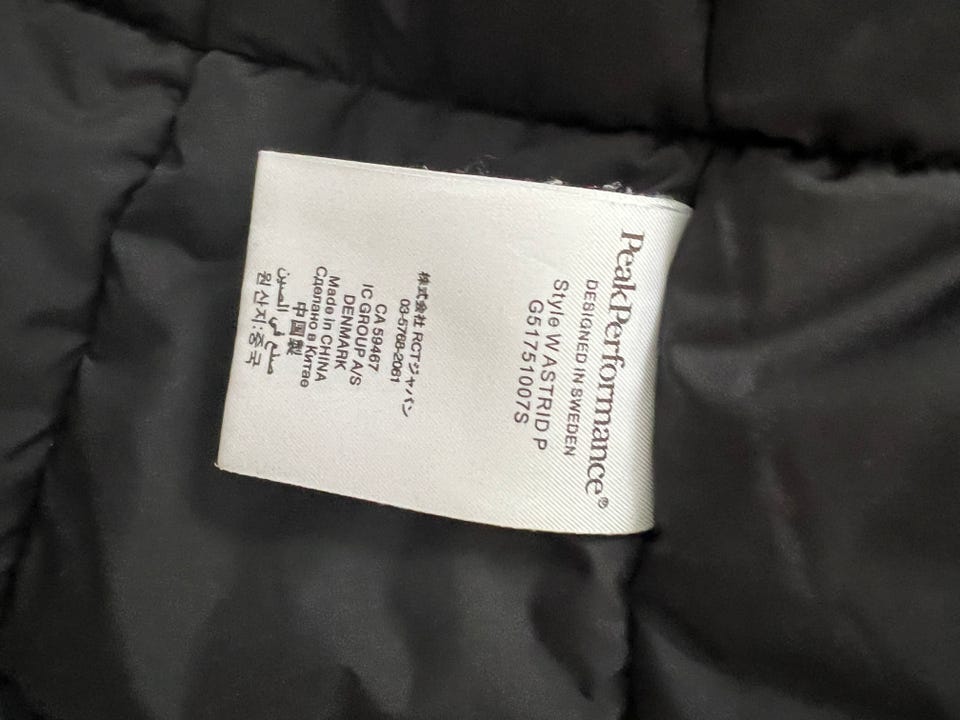 PeakPerformance®
DESIGNED IN SWEDEN
Style W ASTRID P
G51751007S
株式会社 RCTジャパン
03-5768-2061
CA 59467
IC GROUP A/S
DENMARK
Made in CHINA
Сделано в Китае
中国製
صنع في الصين
원산지:중국